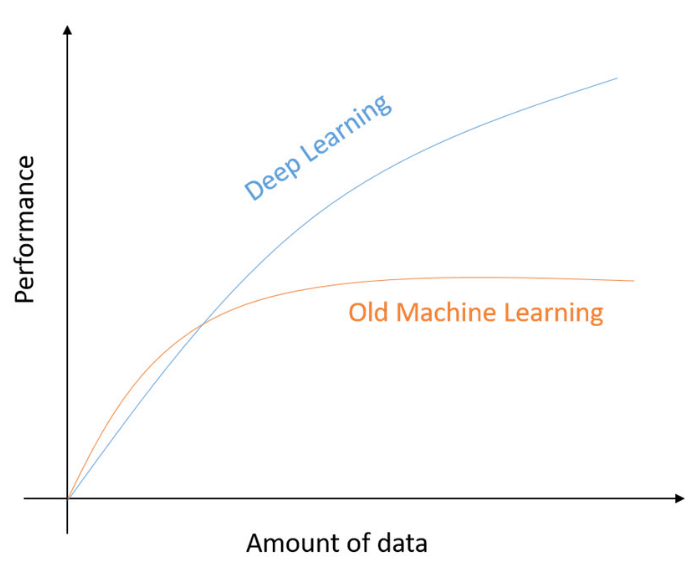 Deep Learning
Performance
Old Machine Learning
Amount of data